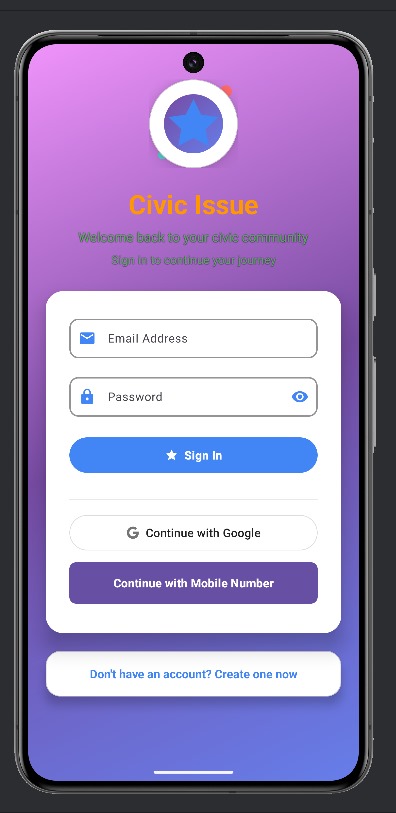 Civic Issue
Welcome back to your civic community
Sign in to continue your journey
Email Address
Password
Sign In
Continue with Google
Continue with Mobile Number
Don't have an account? Create one now